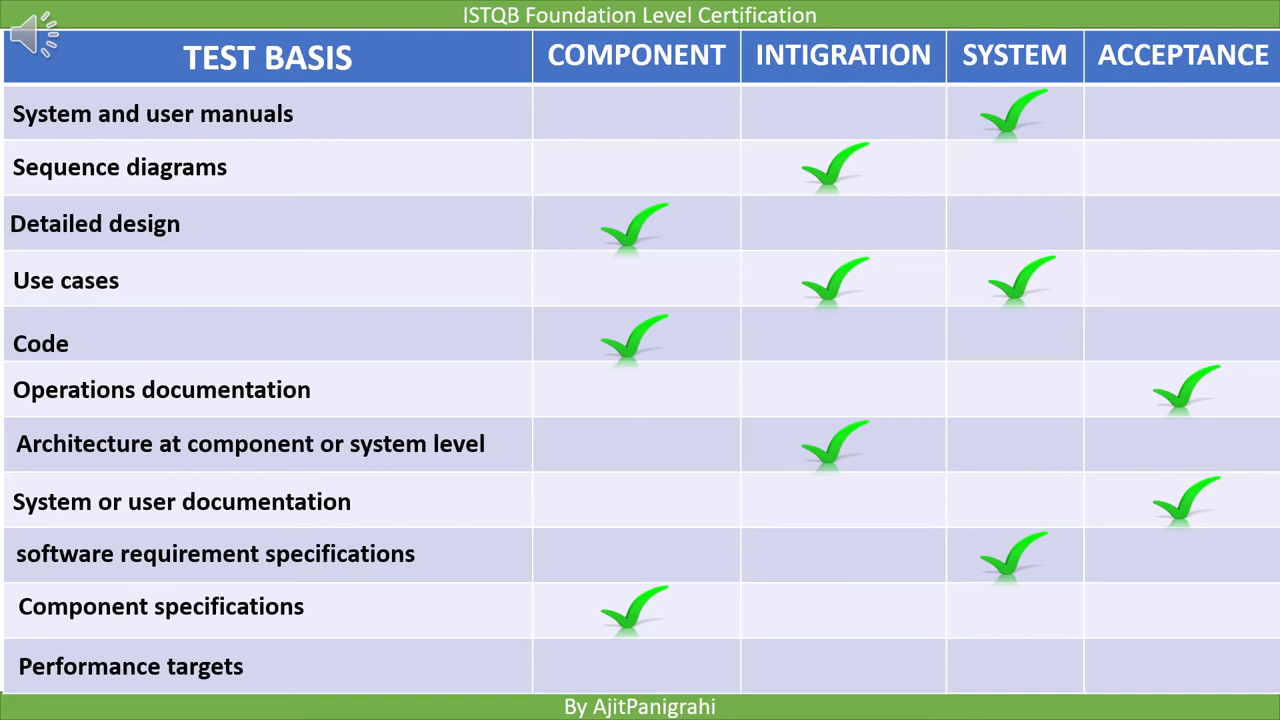 ISTQB Foundation Level Certification
TEST BASIS COMPONENT INTIGRATION SYSTEM ACCEPTANCE
System and user manuals
Sequence diagrams
Detailed design
Use cases
Code
Operations documentation
Architecture at component or system level
System or user documentation
software requirement specifications
Component specifications
Performance targets
By AjitPanigrahi